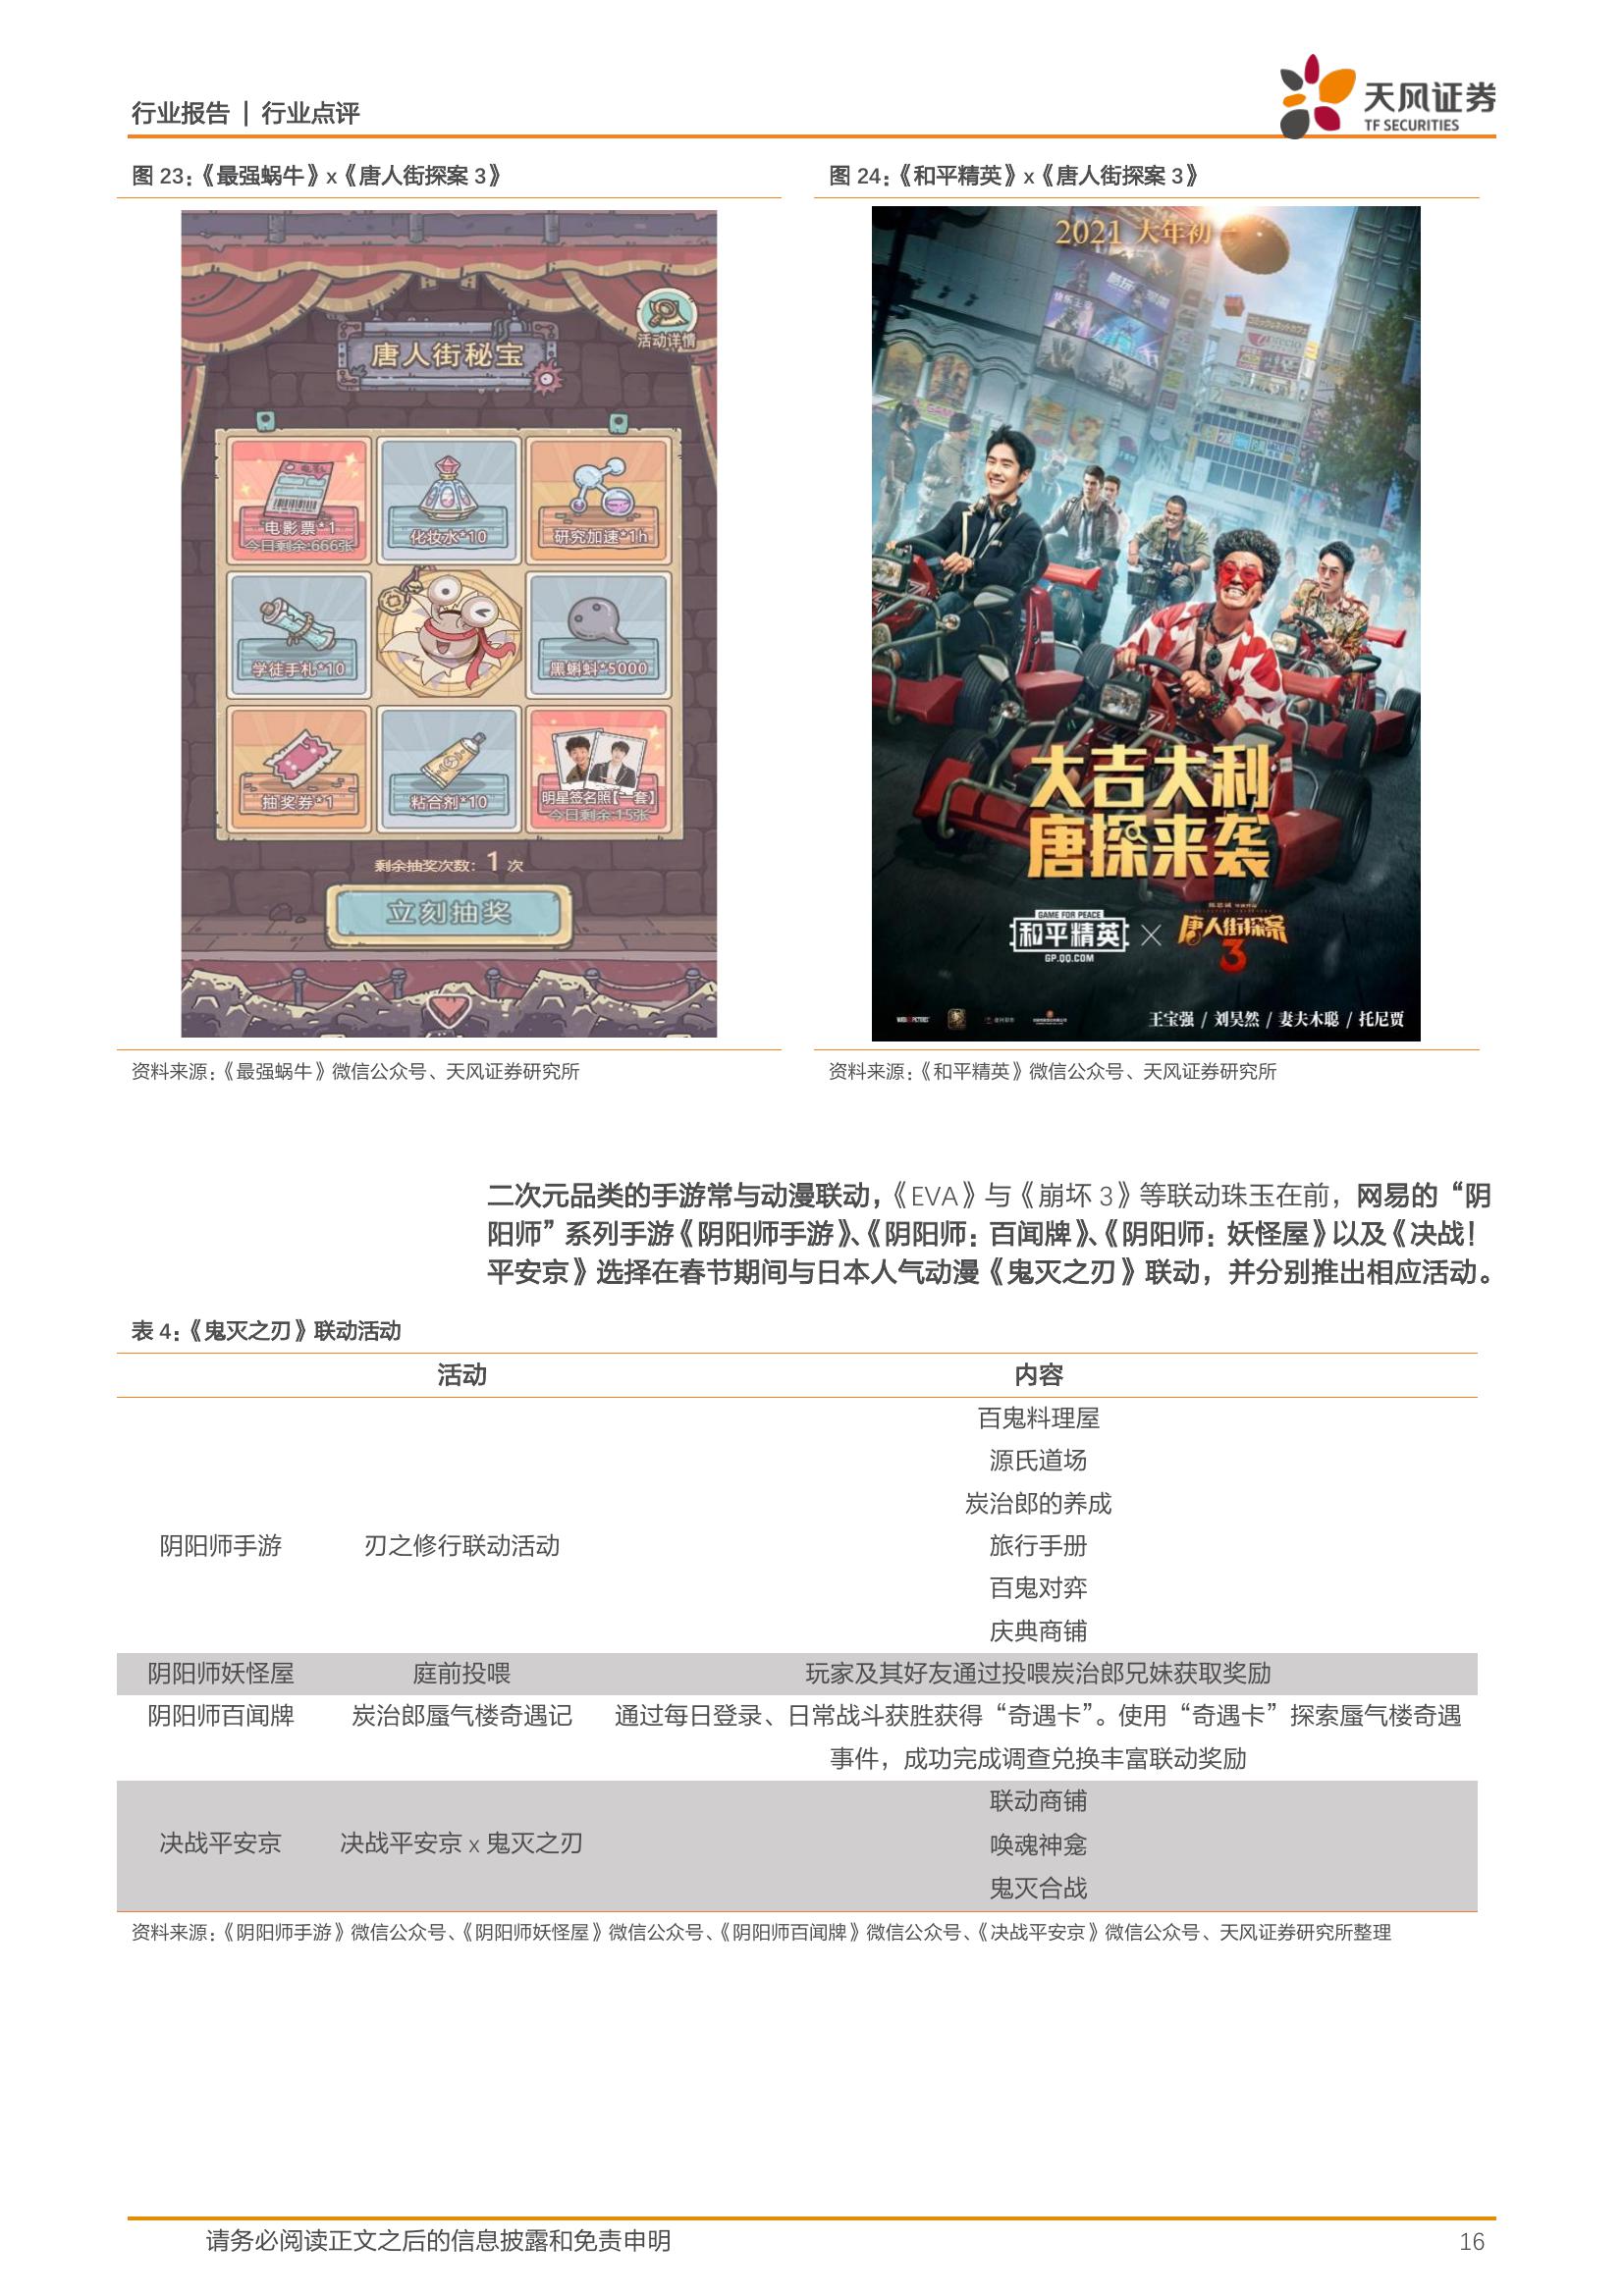 行业报告 | 行业点评
天风证券
TF SECURITIES
图 23：《最强蜗牛》x《唐人街探案 3》
活动详情
唐人街秘宝
电影票*1
今日剩余:666张
化妆水*10
研究加速*1h
学徒手札*10
黑蝌蚪*5000
抽奖券*1
粘合剂*10
明星签名照【一套】
今日剩余:15张
剩余抽奖次数：1 次
立刻抽奖
资料来源：《最强蜗牛》微信公众号、天风证券研究所
图 24：《和平精英》x《唐人街探案 3》
2021 大年初一
大吉大利
唐探来袭
GAME FOR PEACE
和平精英
GP.QQ.COM
X
唐人街探案
3
王宝强 / 刘昊然 / 妻夫木聪 / 托尼贾
资料来源：《和平精英》微信公众号、天风证券研究所
二次元品类的手游常与动漫联动，《EVA》与《崩坏 3》等联动珠玉在前，网易的“阴
阳师”系列手游《阴阳师手游》、《阴阳师：百闻牌》、《阴阳师：妖怪屋》以及《决战！
平安京》选择在春节期间与日本人气动漫《鬼灭之刃》联动，并分别推出相应活动。
表 4：《鬼灭之刃》联动活动
活动 内容
百鬼料理屋
源氏道场
炭治郎的养成
阴阳师手游 刃之修行联动活动 旅行手册
百鬼对弈
庆典商铺
阴阳师妖怪屋 庭前投喂 玩家及其好友通过投喂炭治郎兄妹获取奖励
阴阳师百闻牌 炭治郎蜃气楼奇遇记 通过每日登录、日常战斗获胜获得“奇遇卡”。使用“奇遇卡”探索蜃气楼奇遇
事件，成功完成调查兑换丰富联动奖励
联动商铺
决战平安京 决战平安京 x 鬼灭之刃 唤魂神龛
鬼灭合战
资料来源：《阴阳师手游》微信公众号、《阴阳师妖怪屋》微信公众号、《阴阳师百闻牌》微信公众号、《决战平安京》微信公众号、天风证券研究所整理
请务必阅读正文之后的信息披露和免责申明 16